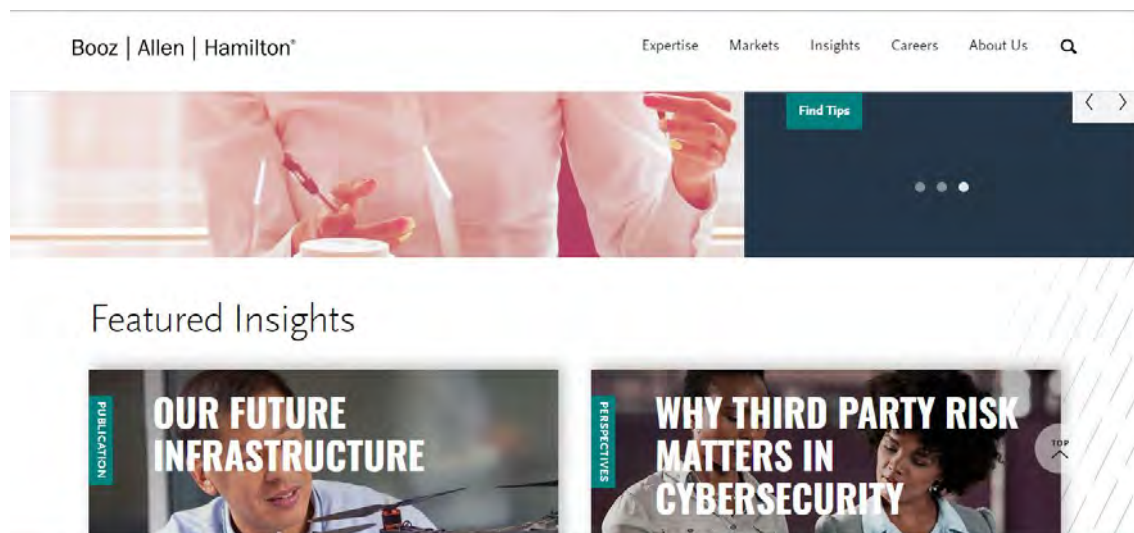 Booz | Allen | Hamilton®
Expertise Markets Insights Careers About Us
Find Tips
Featured Insights
PUBLICATION
OUR FUTURE
INFRASTRUCTURE
PERSPECTIVES
WHY THIRD PARTY RISK
MATTERS IN
CYBERSECURITY
TOP